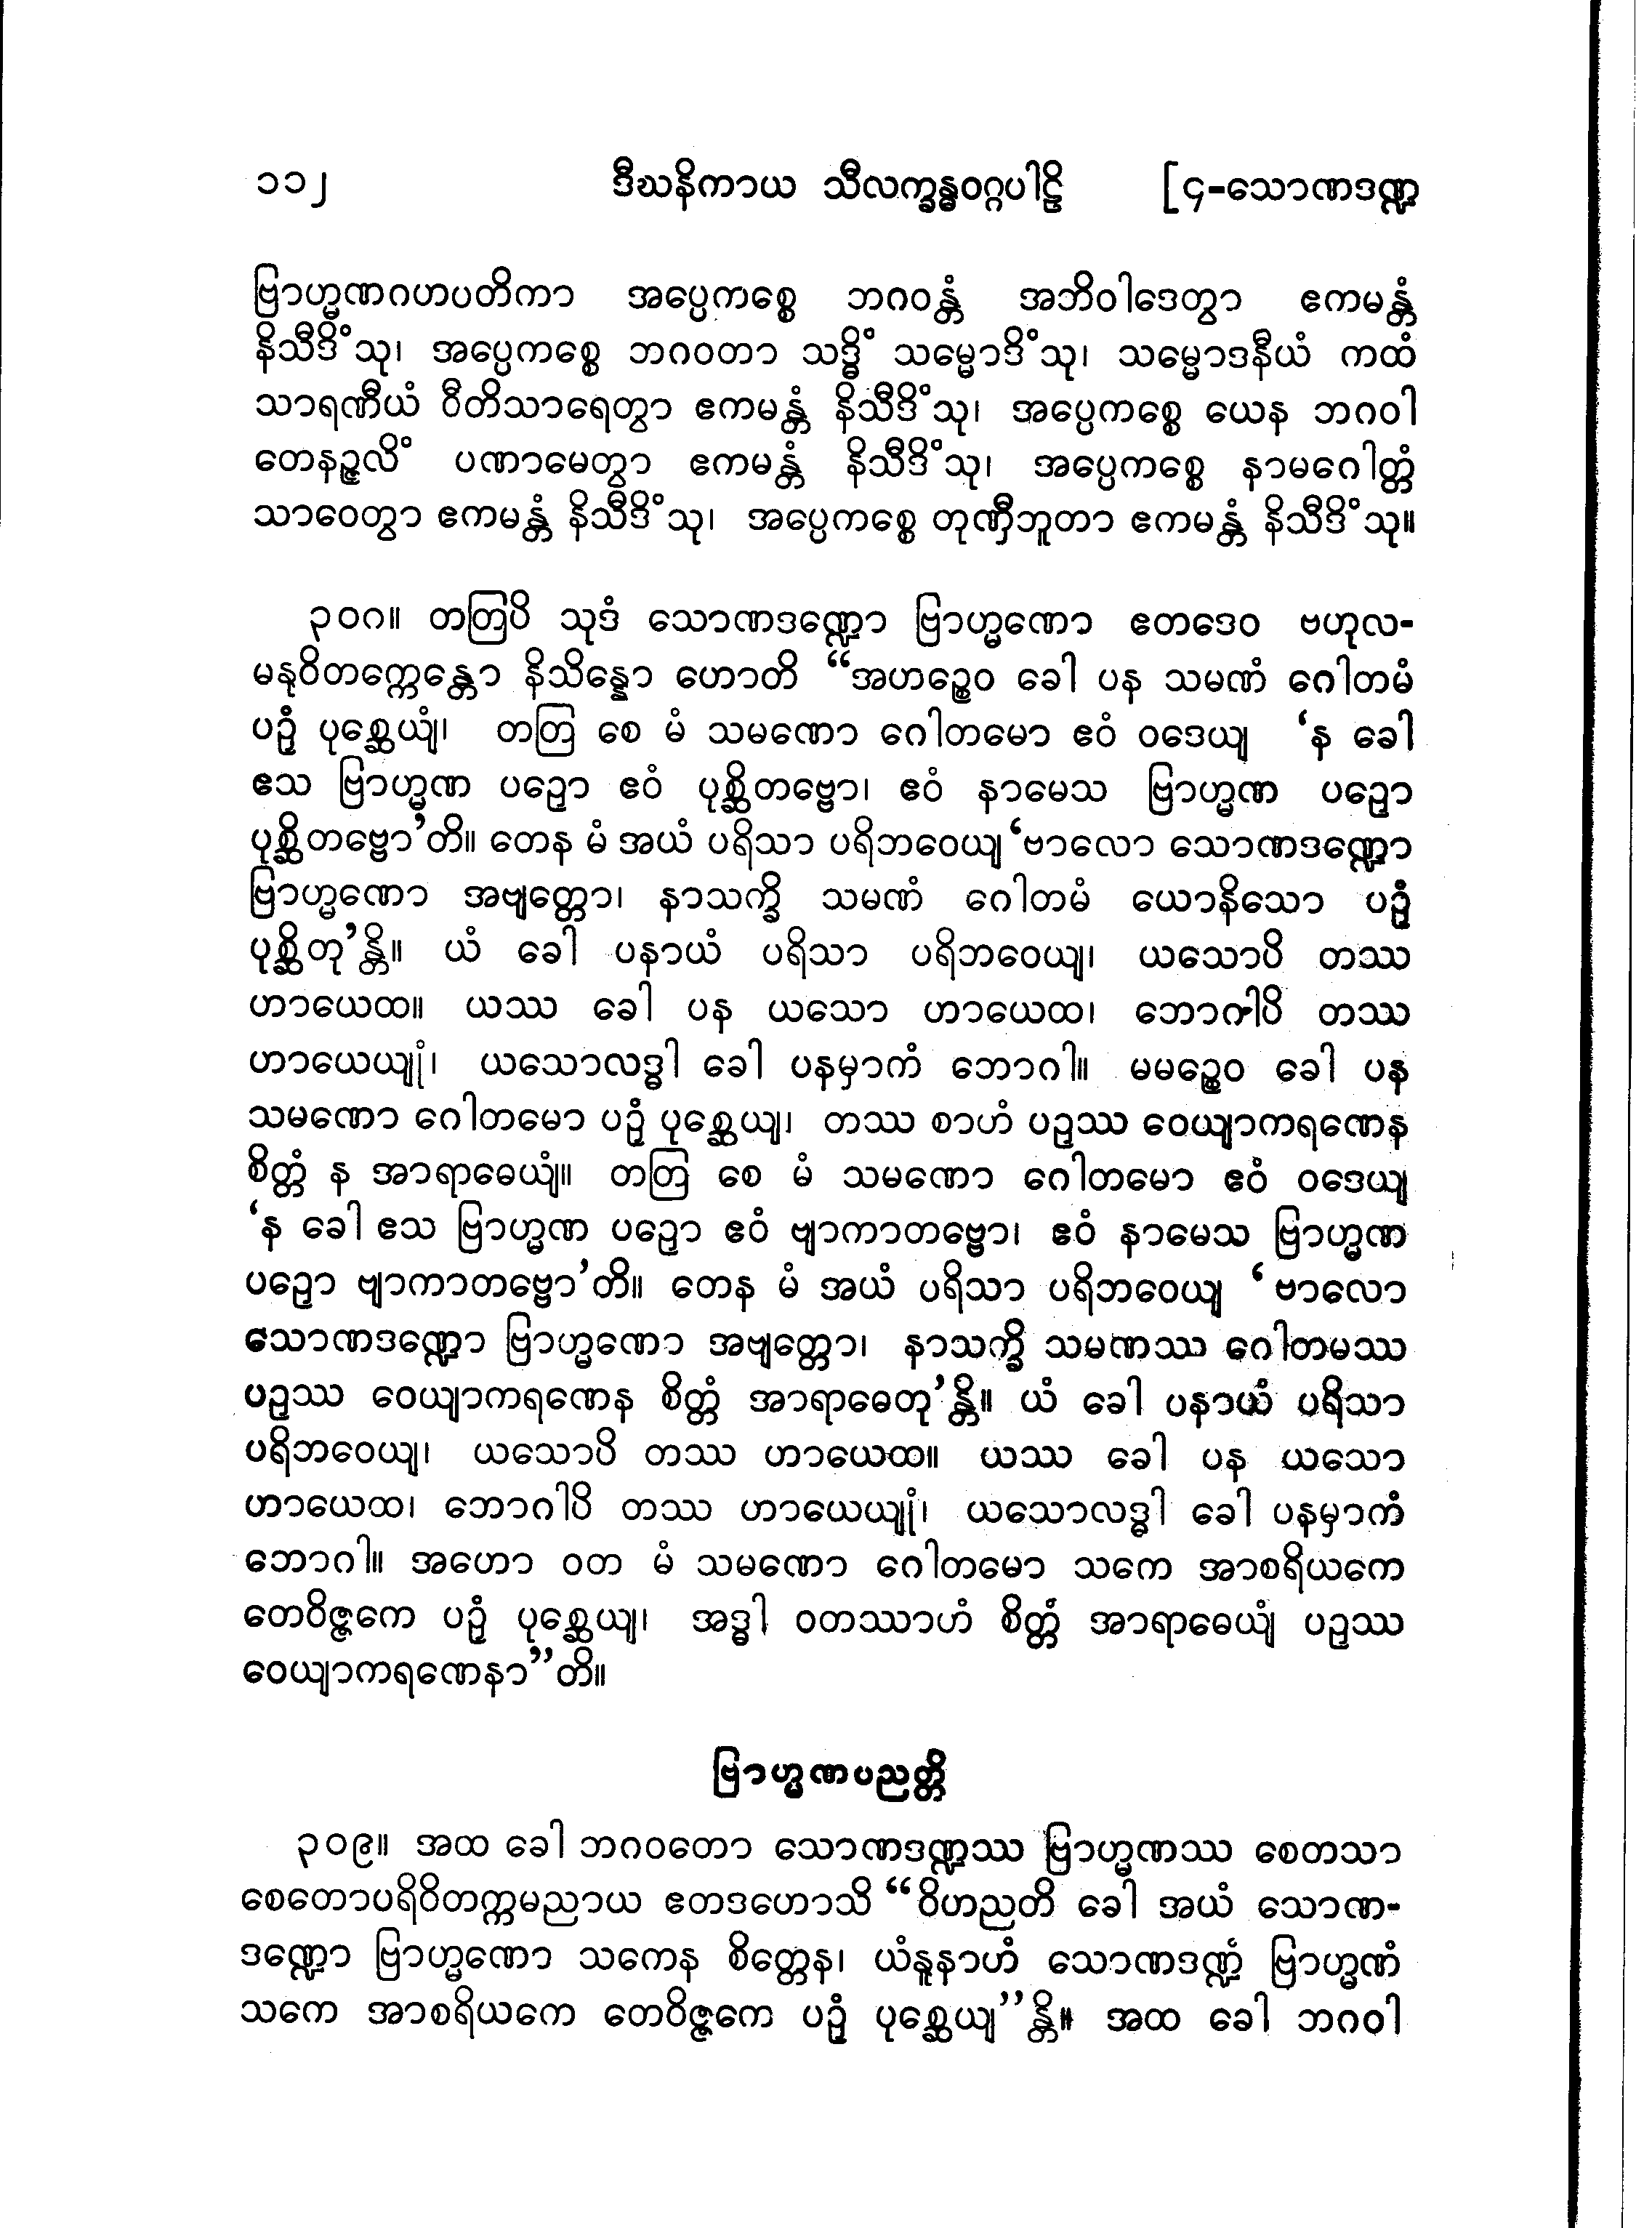 ၁၁၂ ဒီဃနိကာယ သီလက္ခန္ဓဝဂ္ဂပါဠိ [၄-သောဏဒဏ္ဍ
ဗြာဟ္မဏဂဟပတိကာ အပ္ပေကစ္စေ ဘဂဝန္တံ အဘိဝါဒေတွာ ဧကမန္တံ
နိသီဒိံသု၊ အပ္ပေကစ္စေ ဘဂဝတာ သဒ္ဓိံ သမ္မောဒိံသု၊ သမ္မောဒနီယံ ကထံ
သာရဏီယံ ဝီတိသာရေတွာ ဧကမန္တံ နိသီဒိံသု၊ အပ္ပေကစ္စေ ယေန ဘဂဝါ
တေနဉ္ဇလိံ ပဏာမေတွာ ဧကမန္တံ နိသီဒိံသု၊ အပ္ပေကစ္စေ နာမဂေါတ္တံ
သာဝေတွာ ဧကမန္တံ နိသီဒိံသု၊ အပ္ပေကစ္စေ တုဏှီဘူတာ ဧကမန္တံ နိသီဒိံသု။
၃၀၈။ တတြပိ သုဒံ သောဏဒဏ္ဍော ဗြာဟ္မဏော ဧတဒေဝ ဗဟုလ-
မနုဝိတက္ကေန္တော နိသိန္နော ဟောတိ “အဟဉ္စေဝ ခေါ ပန သမဏံ ဂေါတမံ
ပဉှံ ပုစ္ဆေယျံ၊ တတြ စေ မံ သမဏော ဂေါတမော ဧဝံ ဝဒေယျ ‘န ခေါ
ဧသ ဗြာဟ္မဏ ပဉှော ဧဝံ ပုစ္ဆိတဗ္ဗော၊ ဧဝံ နာမေသ ဗြာဟ္မဏ ပဉှော
ပုစ္ဆိတဗ္ဗော’တိ။ တေန မံ အယံ ပရိသာ ပရိဘဝေယျ ‘ဗာလော သောဏဒဏ္ဍော
ဗြာဟ္မဏော အဗျတ္တော၊ နာသက္ခိ သမဏံ ဂေါတမံ ယောနိသော ပဉှံ
ပုစ္ဆိတု’န္တိ။ ယံ ခေါ ပနာယံ ပရိသာ ပရိဘဝေယျ၊ ယသောပိ တဿ
ဟာယေထ။ ယဿ ခေါ ပန ယသော ဟာယေထ၊ ဘောဂါပိ တဿ
ဟာယေယျုံ၊ ယသောလဒ္ဓါ ခေါ ပနမှာကံ ဘောဂါ။ မမဉ္စေဝ ခေါ ပန
သမဏော ဂေါတမော ပဉှံ ပုစ္ဆေယျ၊ တဿ စာဟံ ပဉှဿ ဝေယျာကရဏေန
စိတ္တံ န အာရာဓေယျံ။ တတြ စေ မံ သမဏော ဂေါတမော ဧဝံ ဝဒေယျ
‘န ခေါ ဧသ ဗြာဟ္မဏ ပဉှော ဧဝံ ဗျာကာတဗ္ဗော၊ ဧဝံ နာမေသ ဗြာဟ္မဏ
ပဉှော ဗျာကာတဗ္ဗော’တိ။ တေန မံ အယံ ပရိသာ ပရိဘဝေယျ ‘ဗာလော
သောဏဒဏ္ဍော ဗြာဟ္မဏော အဗျတ္တော၊ နာသက္ခိ သမဏဿ ဂေါတမဿ
ပဉှဿ ဝေယျာကရဏေန စိတ္တံ အာရာဓေတု’န္တိ။ ယံ ခေါ ပနာယံ ပရိသာ
ပရိဘဝေယျ၊ ယသောပိ တဿ ဟာယေထ။ ယဿ ခေါ ပန ယသော
ဟာယေထ၊ ဘောဂါပိ တဿ ဟာယေယျုံ၊ ယသောလဒ္ဓါ ခေါ ပနမှာကံ
ဘောဂါ။ အဟော ဝတ မံ သမဏော ဂေါတမော သကေ အာစရိယကေ
တေဝိဇ္ဇကေ ပဉှံ ပုစ္ဆေယျ၊ အဒ္ဓါ ဝတဿာဟံ စိတ္တံ အာရာဓေယျံ ပဉှဿ
ဝေယျာကရဏေနာ”တိ။
ဗြာဟ္မဏပညတ္တိ
၃၀၉။ အထ ခေါ ဘဂဝတော သောဏဒဏ္ဍဿ ဗြာဟ္မဏဿ စေတသာ
စေတောပရိဝိတက္ကမညာယ ဧတဒဟောသိ “ဝိဟညတိ ခေါ အယံ သောဏ-
ဒဏ္ဍော ဗြာဟ္မဏော သကေန စိတ္တေန၊ ယံနူနာဟံ သောဏဒဏ္ဍံ ဗြာဟ္မဏံ
သကေ အာစရိယကေ တေဝိဇ္ဇကေ ပဉှံ ပုစ္ဆေယျ”န္တိ။ အထ ခေါ ဘဂဝါ